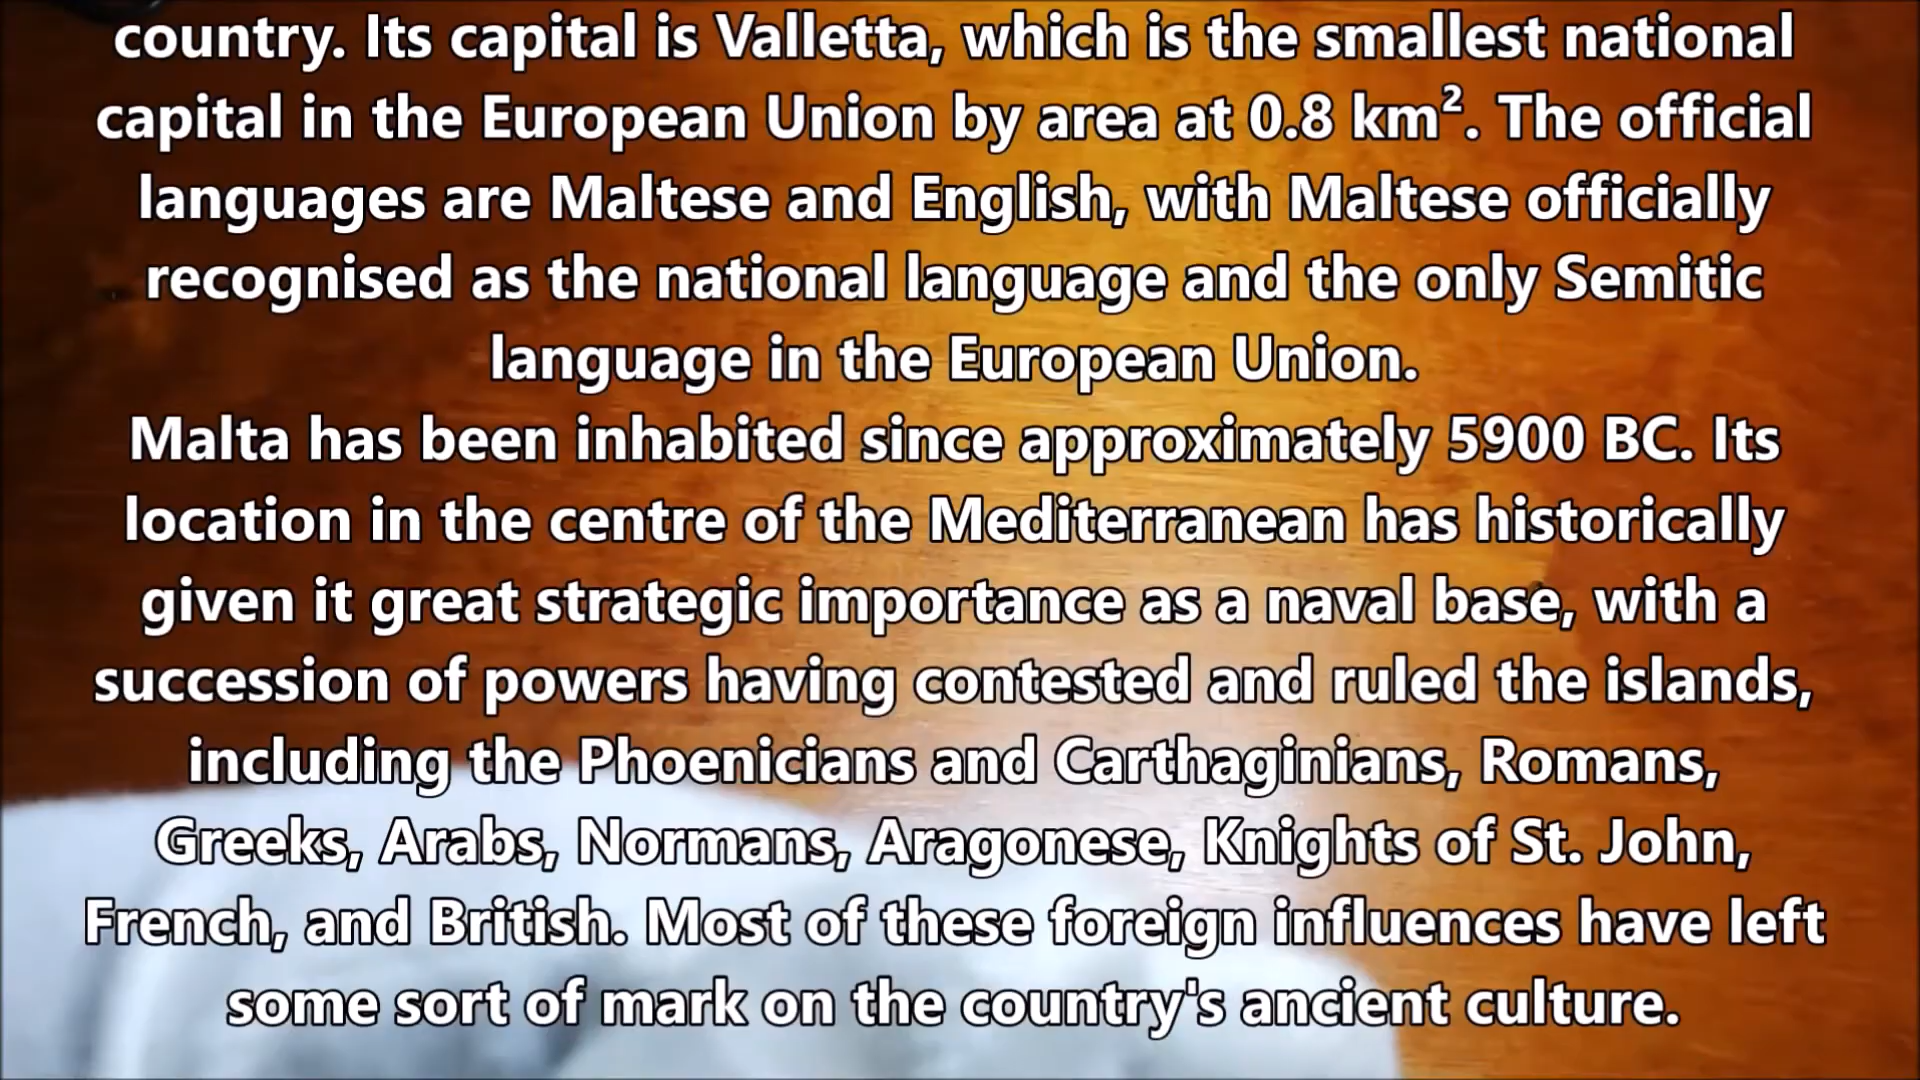 country. Its capital is Valletta, which is the smallest national
capital in the European Union by area at 0.8 km². The official
languages are Maltese and English, with Maltese officially
recognised as the national language and the only Semitic
language in the European Union.
Malta has been inhabited since approximately 5900 BC. Its
location in the centre of the Mediterranean has historically
given it great strategic importance as a naval base, with a
succession of powers having contested and ruled the islands,
including the Phoenicians and Carthaginians, Romans,
Greeks, Arabs, Normans, Aragonese, Knights of St. John,
French, and British. Most of these foreign influences have left
some sort of mark on the country's ancient culture.